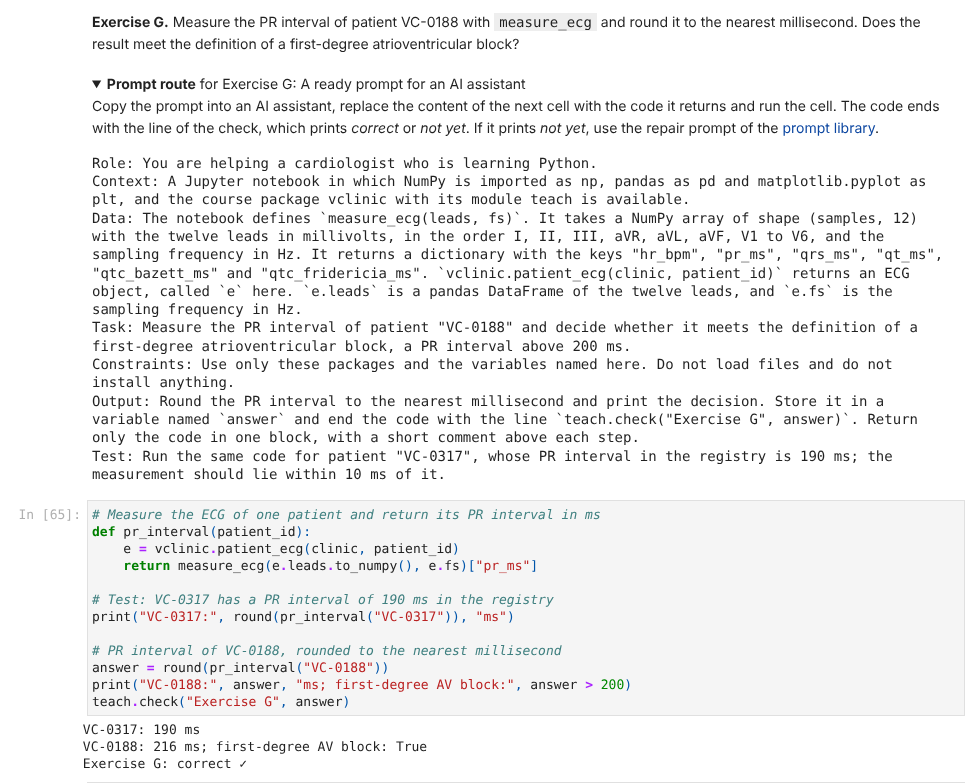 Exercise G. Measure the PR interval of patient VC-0188 with measure_ecg and round it to the nearest millisecond. Does the
result meet the definition of a first-degree atrioventricular block?
▼ Prompt route for Exercise G: A ready prompt for an AI assistant
Copy the prompt into an AI assistant, replace the content of the next cell with the code it returns and run the cell. The code ends
with the line of the check, which prints correct or not yet. If it prints not yet, use the repair prompt of the prompt library.
Role: You are helping a cardiologist who is learning Python.
Context: A Jupyter notebook in which NumPy is imported as np, pandas as pd and matplotlib.pyplot as
plt, and the course package vclinic with its module teach is available.
Data: The notebook defines `measure_ecg(leads, fs)`. It takes a NumPy array of shape (samples, 12)
with the twelve leads in millivolts, in the order I, II, III, aVR, aVL, aVF, V1 to V6, and the
sampling frequency in Hz. It returns a dictionary with the keys "hr_bpm", "pr_ms", "qrs_ms", "qt_ms",
"qtc_bazett_ms" and "qtc_fridericia_ms". `vclinic.patient_ecg(clinic, patient_id)` returns an ECG
object, called `e` here. `e.leads` is a pandas DataFrame of the twelve leads, and `e.fs` is the
sampling frequency in Hz.
Task: Measure the PR interval of patient "VC-0188" and decide whether it meets the definition of a
first-degree atrioventricular block, a PR interval above 200 ms.
Constraints: Use only these packages and the variables named here. Do not load files and do not
install anything.
Output: Round the PR interval to the nearest millisecond and print the decision. Store it in a
variable named `answer` and end the code with the line `teach.check("Exercise G", answer)`. Return
only the code in one block, with a short comment above each step.
Test: Run the same code for patient "VC-0317", whose PR interval in the registry is 190 ms; the
measurement should lie within 10 ms of it.
In [65]: # Measure the ECG of one patient and return its PR interval in ms
def pr_interval(patient_id):
    e = vclinic.patient_ecg(clinic, patient_id)
    return measure_ecg(e.leads.to_numpy(), e.fs)["pr_ms"]
# Test: VC-0317 has a PR interval of 190 ms in the registry
print("VC-0317:", round(pr_interval("VC-0317")), "ms")
# PR interval of VC-0188, rounded to the nearest millisecond
answer = round(pr_interval("VC-0188"))
print("VC-0188:", answer, "ms; first-degree AV block:", answer > 200)
teach.check("Exercise G", answer)
VC-0317: 190 ms
VC-0188: 216 ms; first-degree AV block: True
Exercise G: correct ✓